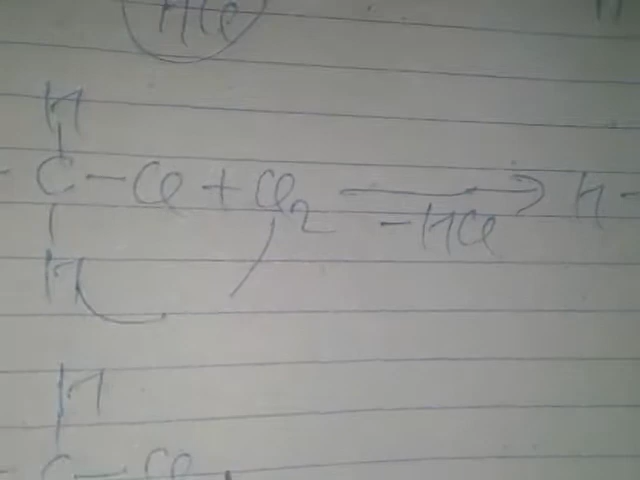 HCl
H
- C - Cl + Cl2 → H -
- HCl
H
H
- C - Cl